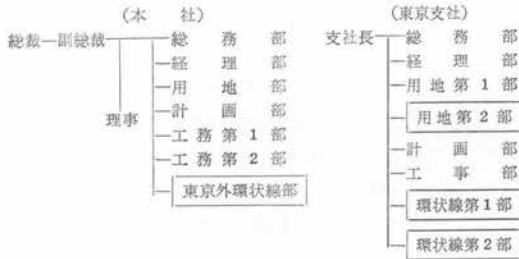 (本社)
総裁―副総裁
理事
総務部
経理部
用地部
計画部
工務第1部
工務第2部
東京外環状線部
(東京支社)
支社長
総務部
経理部
用地第1部
用地第2部
計画部
工事部
環状線第1部
環状線第2部